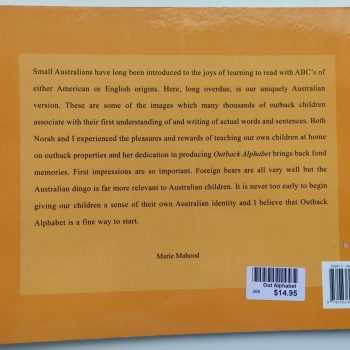 Small Australians have long been introduced to the joys of learning to read with ABC's of
either American or English origins. Here, long overdue, is our uniquely Australian
version. These are some of the images which many thousands of outback children
associate with their first understanding of and writing of actual words and sentences. Both
Norah and I experienced the pleasures and rewards of teaching our own children at home
on outback properties and her dedication in producing Outback Alphabet brings back fond
memories. First impressions are so important. Foreign bears are all very well but the
Australian dingo is far more relevant to Australian children. It is never too early to begin
giving our children a sense of their own Australian identity and I believe that Outback
Alphabet is a fine way to start.
Marie Mahood
Out Alphabet
268 $14.95